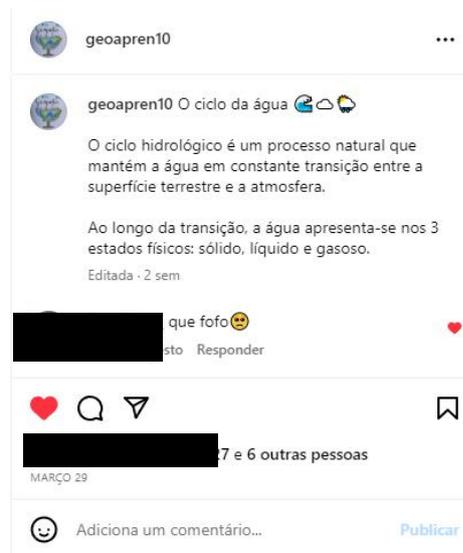 geoapren10
geoapren10 O ciclo da água 🌊☁️🌦️
O ciclo hidrológico é um processo natural que
mantém a água em constante transição entre a
superfície terrestre e a atmosfera.
Ao longo da transição, a água apresenta-se nos 3
estados físicos: sólido, líquido e gasoso.
Editada · 2 sem
que fofo🥺
sto Responder
27 e 6 outras pessoas
MARÇO 29
Adiciona um comentário...
Publicar